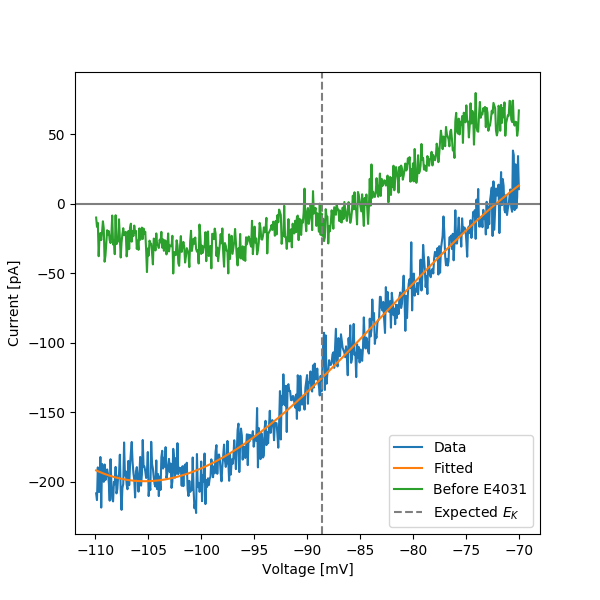 50
0
−50
−100
−150
−200
Current [pA]
Data
Fitted
Before E4031
Expected $E_K$
−110 −105 −100 −95 −90 −85 −80 −75 −70
Voltage [mV]